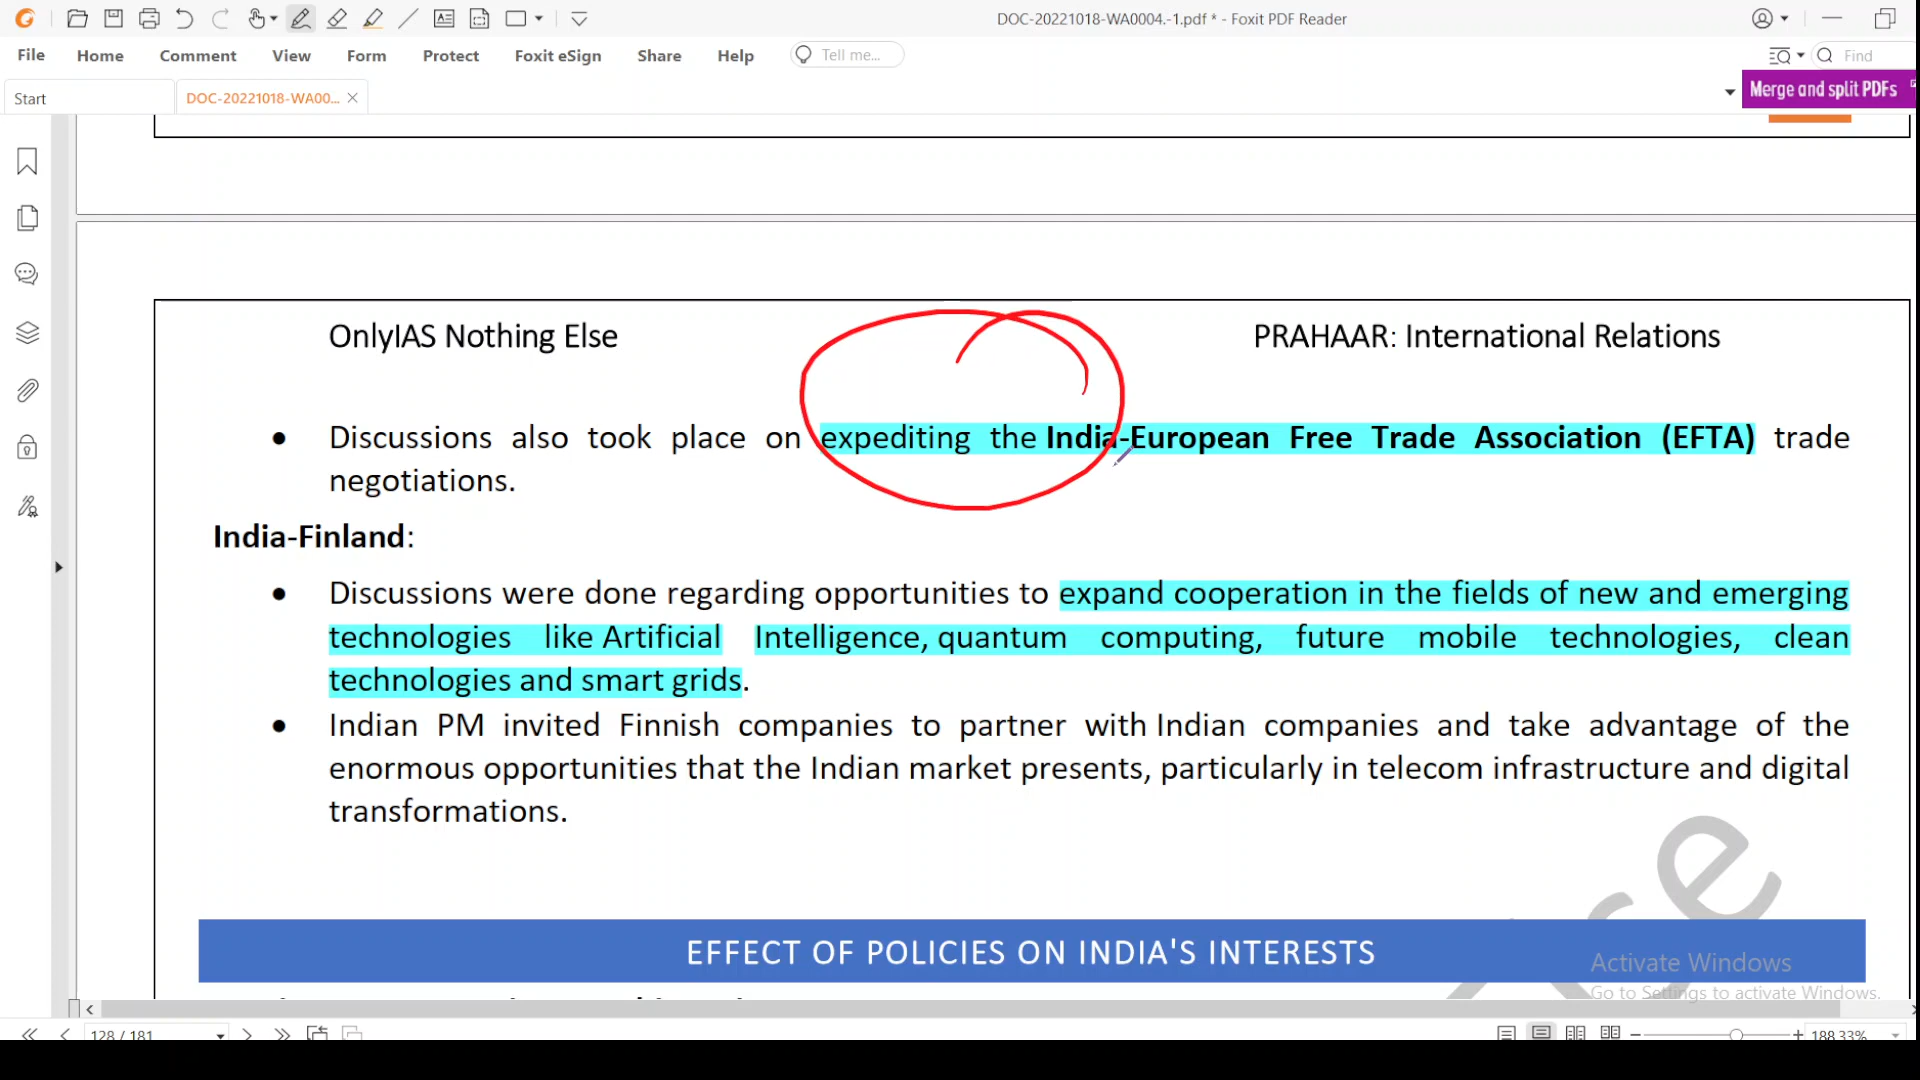 DOC-20221018-WA0004.-1.pdf * - Foxit PDF Reader
File Home Comment View Form Protect Foxit eSign Share Help Tell me... Find
Start DOC-20221018-WA00... Merge and split PDFs
OnlyIAS Nothing Else PRAHAAR: International Relations
• Discussions also took place on expediting the India-European Free Trade Association (EFTA) trade
negotiations.
India-Finland:
• Discussions were done regarding opportunities to expand cooperation in the fields of new and emerging
technologies like Artificial Intelligence, quantum computing, future mobile technologies, clean
technologies and smart grids.
• Indian PM invited Finnish companies to partner with Indian companies and take advantage of the
enormous opportunities that the Indian market presents, particularly in telecom infrastructure and digital
transformations.
EFFECT OF POLICIES ON INDIA'S INTERESTS
Activate Windows
Go to Settings to activate Windows.
128 / 181 188.33%